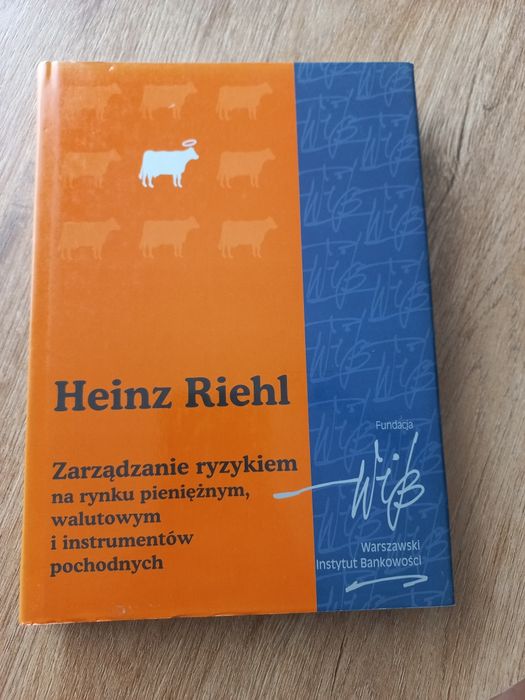 Heinz Riehl
Zarządzanie ryzykiem
na rynku pieniężnym,
walutowym
i instrumentów
pochodnych
Fundacja
WiB
Warszawski
Instytut Bankowości